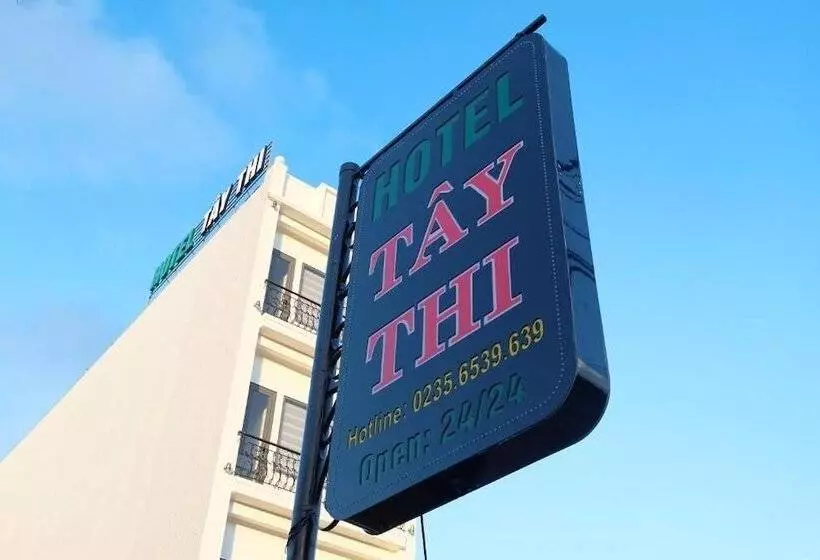 HOTEL TÂY THI
HOTEL
TÂY
THI
Hotline: 0235.6539.639
Open: 24/24